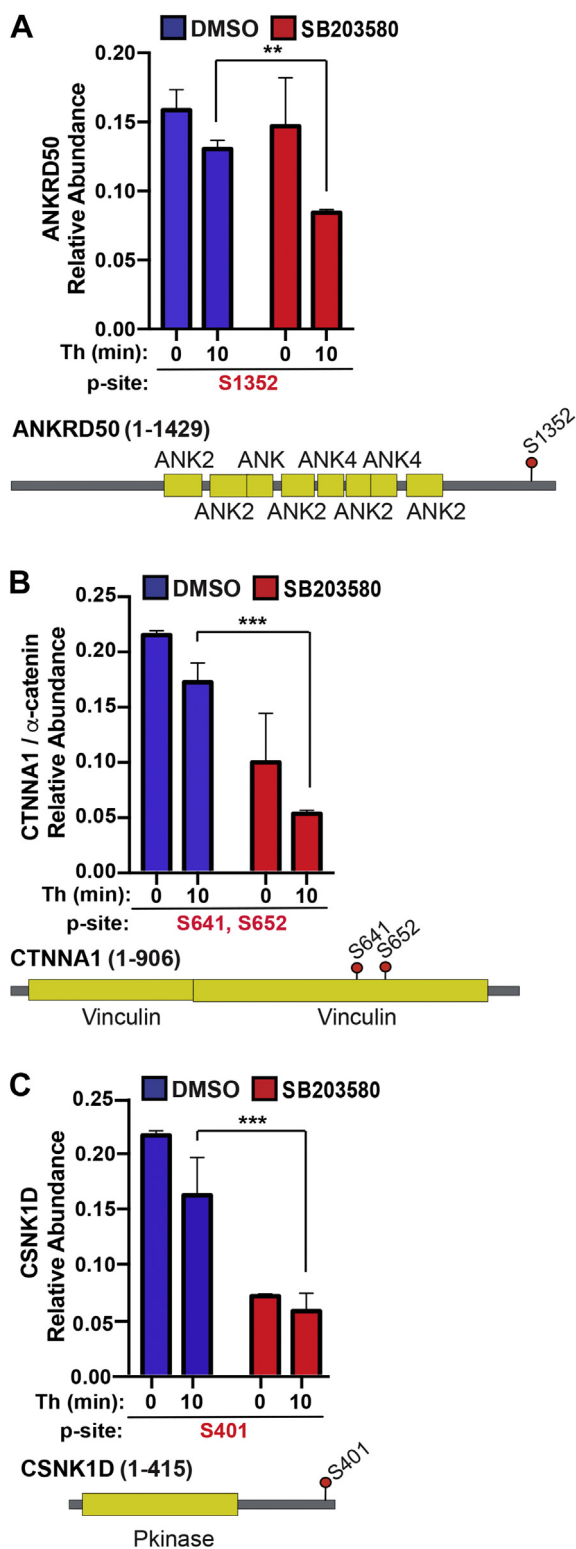 A
DMSO SB203580
0.20
**
0.15
0.10
0.05
0.00
ANKRD50
Relative Abundance
Th (min): 0 10 0 10
p-site: S1352
ANKRD50 (1-1429)
S1352
ANK2 ANK ANK4 ANK4
ANK2 ANK2 ANK2 ANK2
B
DMSO SB203580
0.25
***
0.20
0.15
0.10
0.05
0.00
CTNNA1 / α-catenin
Relative Abundance
Th (min): 0 10 0 10
p-site: S641, S652
CTNNA1 (1-906)
S641 S652
Vinculin Vinculin
C
DMSO SB203580
0.25
***
0.20
0.15
0.10
0.05
0.00
CSNK1D
Relative Abundance
Th (min): 0 10 0 10
p-site: S401
CSNK1D (1-415)
S401
Pkinase